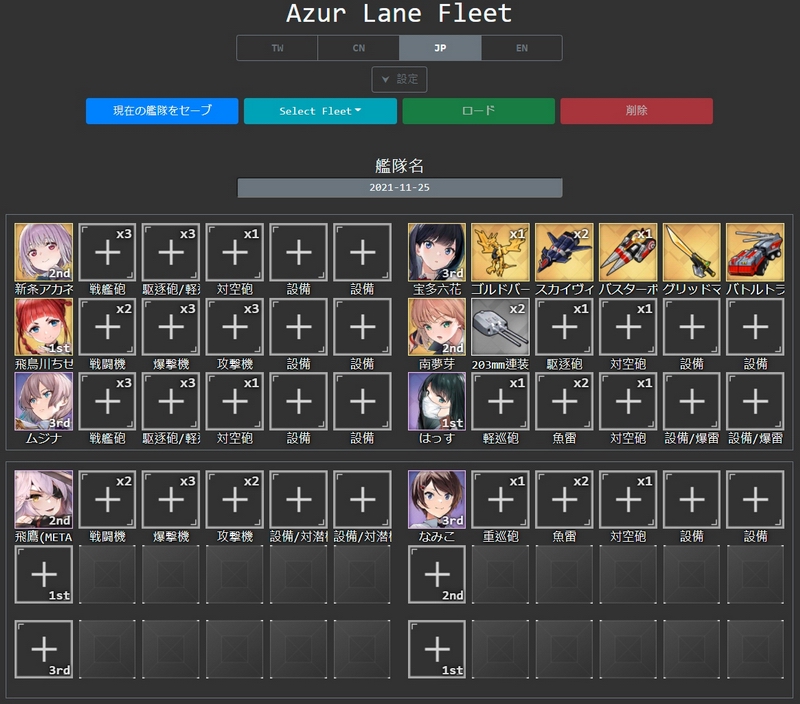 Azur Lane Fleet
TW CN JP EN
▼ 設定
現在の艦隊をセーブ Select Fleet ロード 削除
艦隊名
2021-11-25
2nd x3 x3 x1 3rd x1 x2 x1
新条アカネ 戦艦砲 駆逐砲/軽 対空砲 設備 設備 宝多六花 ゴルドバー スカイヴィ バスターボ グリッドマ バトルトラ
1st x2 x3 x3 2nd x2 x1 x1
飛鳥川ちせ 戦闘機 爆撃機 攻撃機 設備 設備 南夢芽 203mm連装 駆逐砲 対空砲 設備 設備
3rd x3 x3 x1 1st x1 x2 x1
ムジナ 戦艦砲 駆逐砲/軽 対空砲 設備 設備 はっす 軽巡砲 魚雷 対空砲 設備/爆雷 設備/爆雷
2nd x2 x3 x2 3rd x1 x2 x1
飛鷹(META 戦闘機 爆撃機 攻撃機 設備/対潜 設備/対潜 なみこ 重巡砲 魚雷 対空砲 設備 設備
1st 2nd
3rd 1st